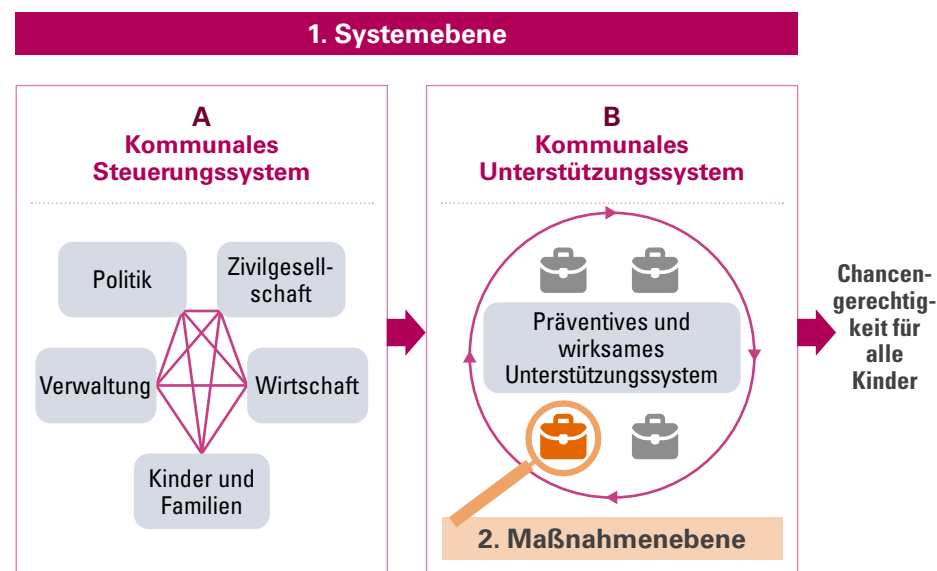 1. Systemebene
A
Kommunales
Steuerungssystem
Politik
Zivilgesell-
schaft
Verwaltung
Wirtschaft
Kinder und
Familien
B
Kommunales
Unterstützungssystem
Präventives und
wirksames
Unterstützungssystem
2. Maßnahmenebene
Chancen-
gerechtig-
keit für
alle
Kinder